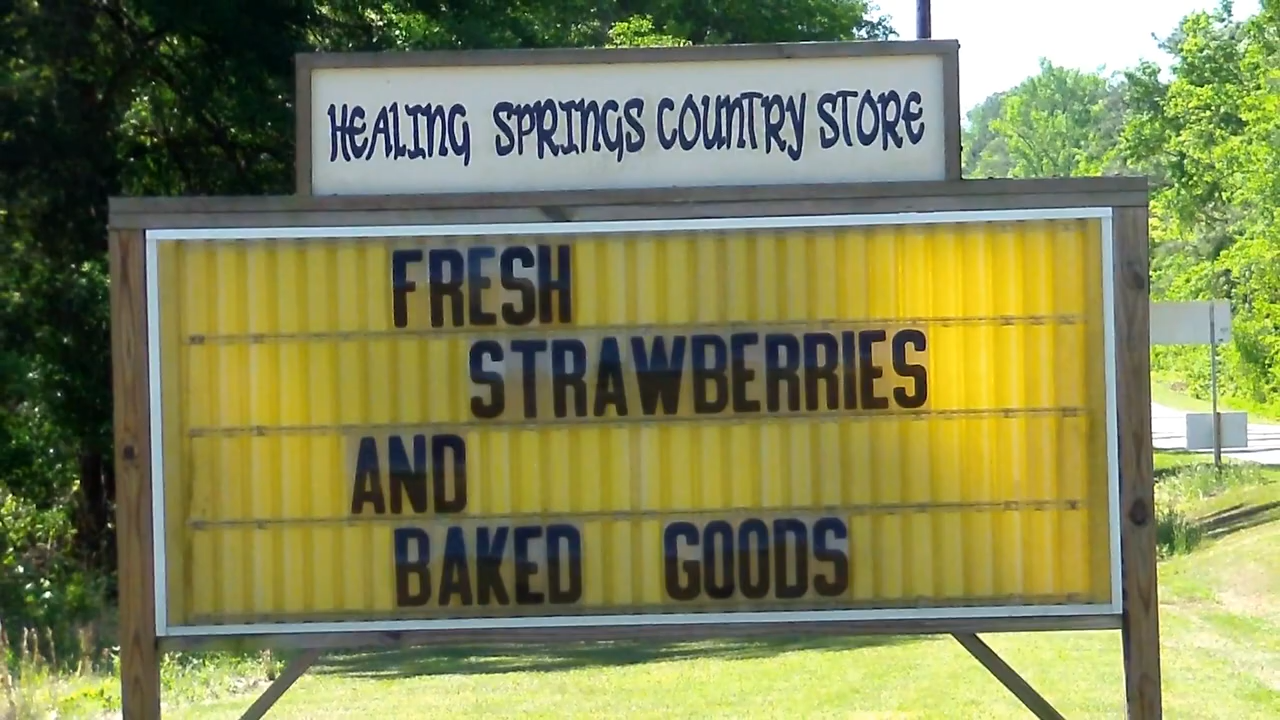 HEALING SPRINGS COUNTRY STORE
FRESH
STRAWBERRIES
AND
BAKED GOODS